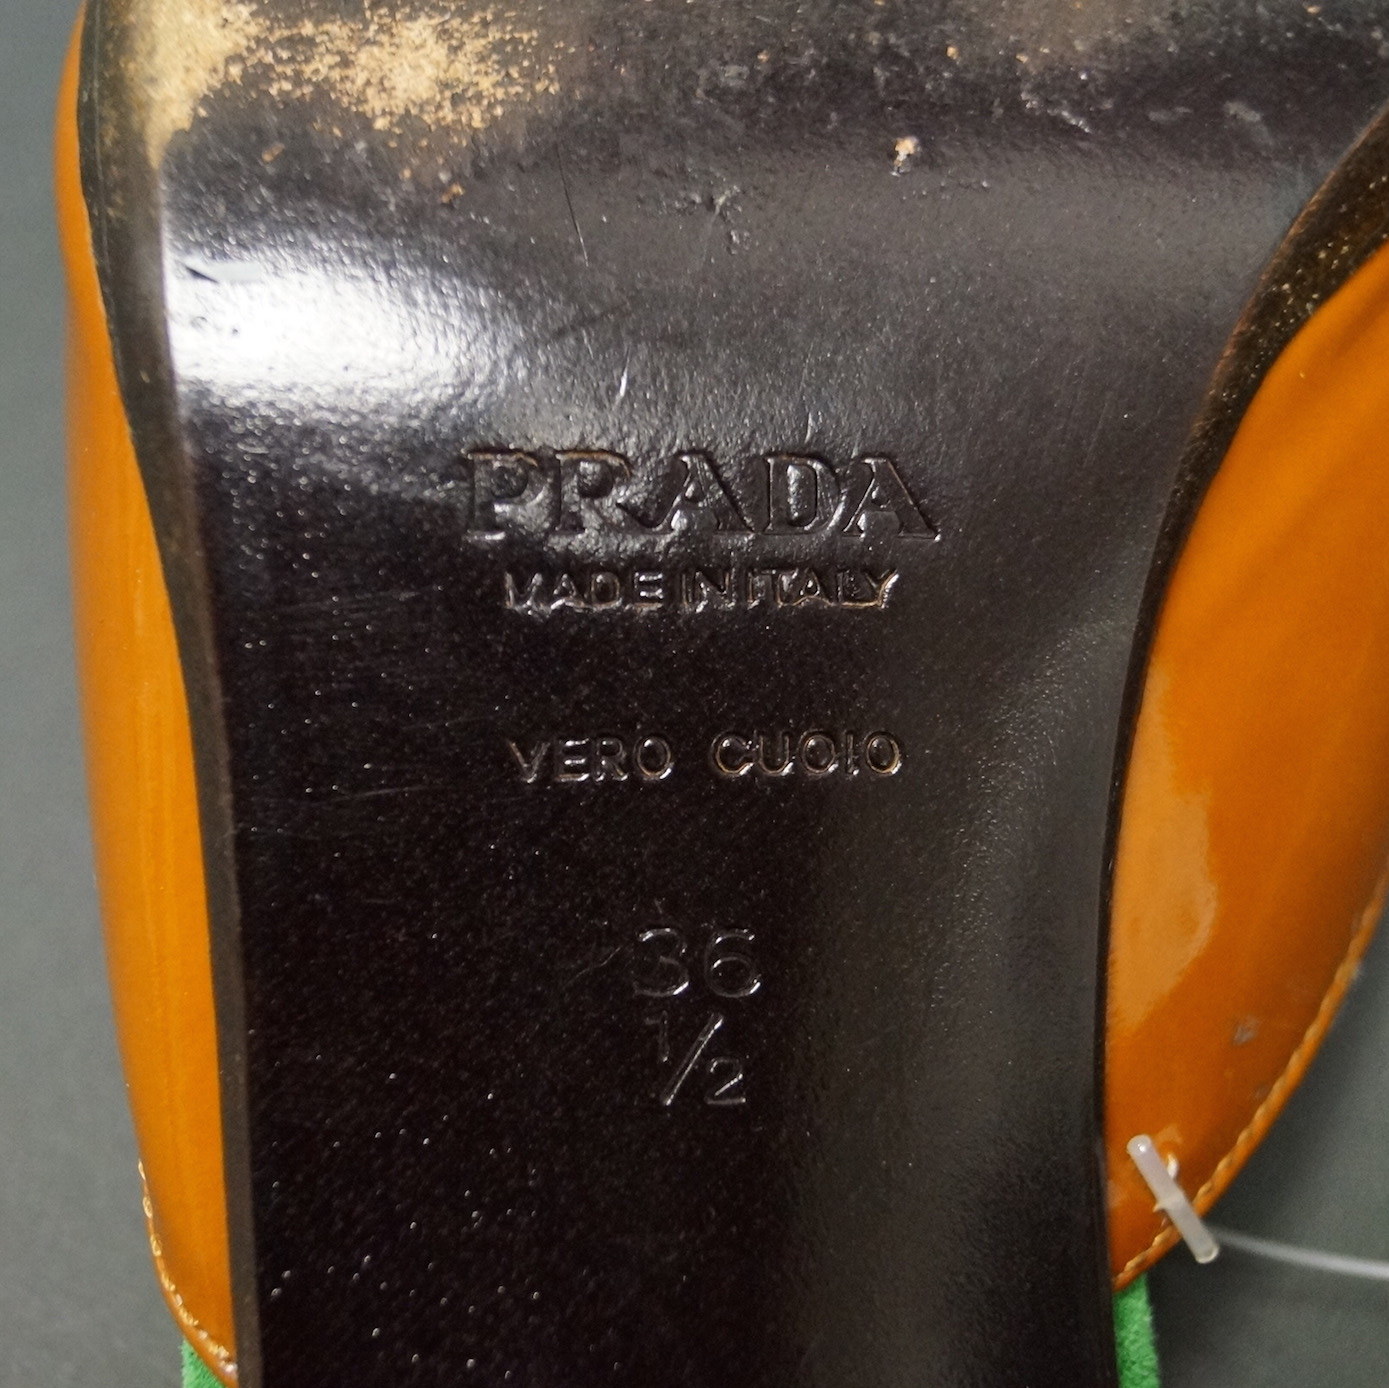 PRADA
MADE IN ITALY
VERO CUOIO
36
1/2